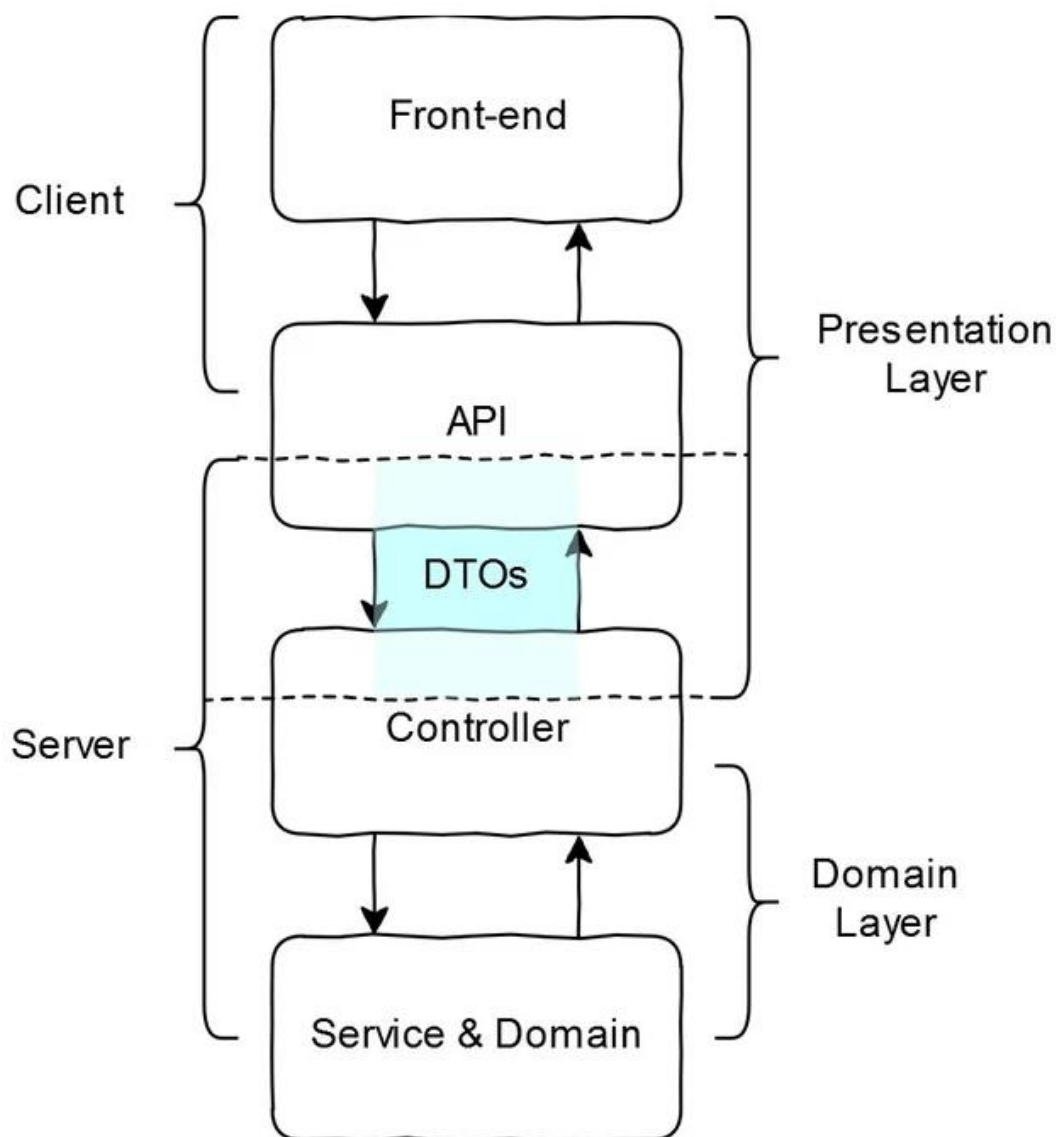 Front-end
Client
Presentation
Layer
API
DTOs
Controller
Server
Domain
Layer
Service & Domain